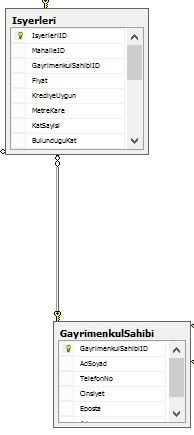 Isyerleri
IsyerleriID
MahalleID
GayrimenkulSahibiID
Fiyat
KrediyeUygun
MetreKare
KatSayisi
BulunduguKat
GayrimenkulSahibi
GayrimenkulSahibiID
AdSoyad
TelefonNo
Cinsiyet
Eposta